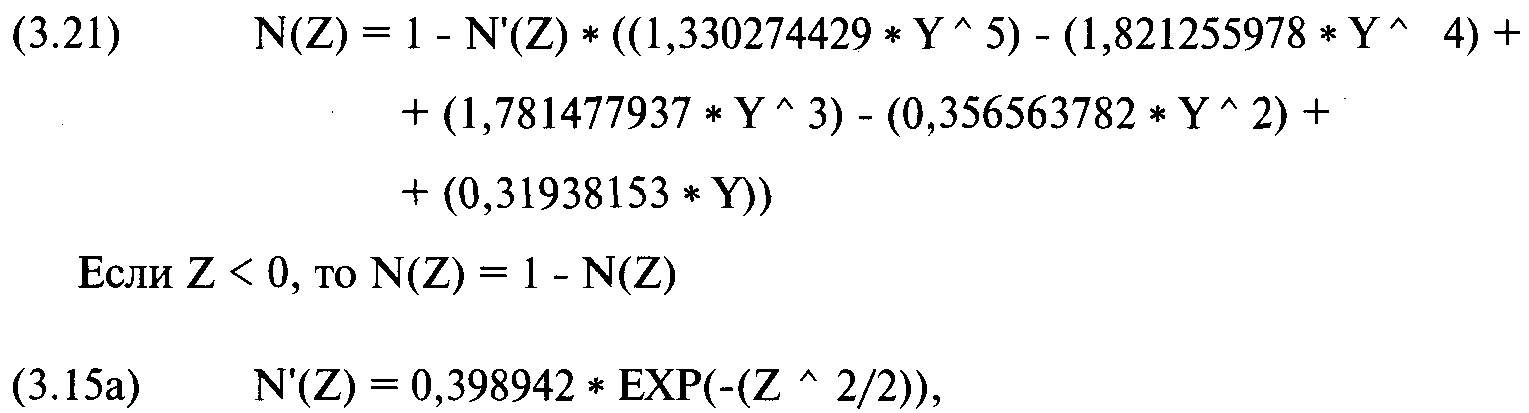 (3.21) N(Z) = 1 - N'(Z) * ((1,330274429 * Y ^ 5) - (1,821255978 * Y ^ 4) +
+ (1,781477937 * Y ^ 3) - (0,356563782 * Y ^ 2) +
+ (0,31938153 * Y))
Если Z < 0, то N(Z) = 1 - N(Z)
(3.15а) N'(Z) = 0,398942 * EXP(-(Z ^ 2/2)),